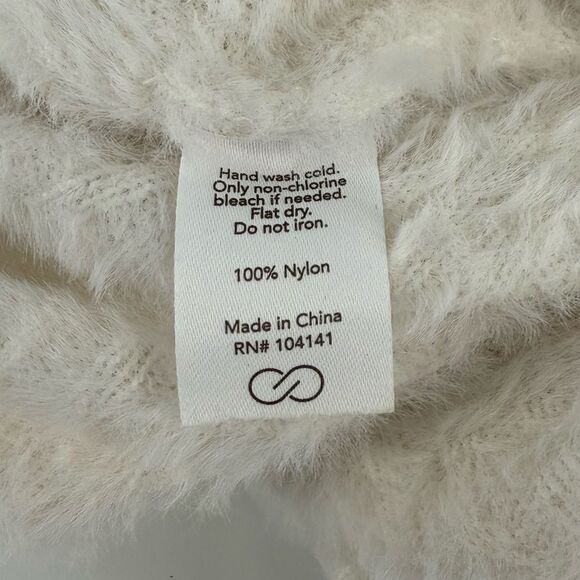 Hand wash cold.
Only non-chlorine
bleach if needed.
Flat dry.
Do not iron.
100% Nylon
Made in China
RN# 104141